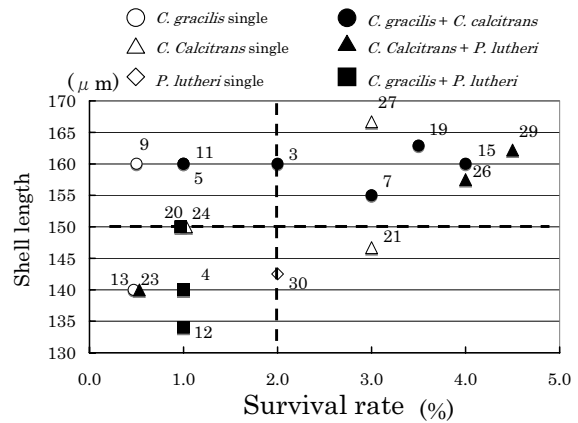 C. gracilis single
C. gracilis + C. calcitrans
C. Calcitrans single
C. Calcitrans + P. lutheri
P. lutheri single
C. gracilis + P. lutheri
(μm)
170
165
160
155
150
145
140
135
130
Shell length
27
9
11
3
19
15
29
5
7
26
20
24
21
13
23
4
30
12
0.0 1.0 2.0 3.0 4.0 5.0
Survival rate (%)